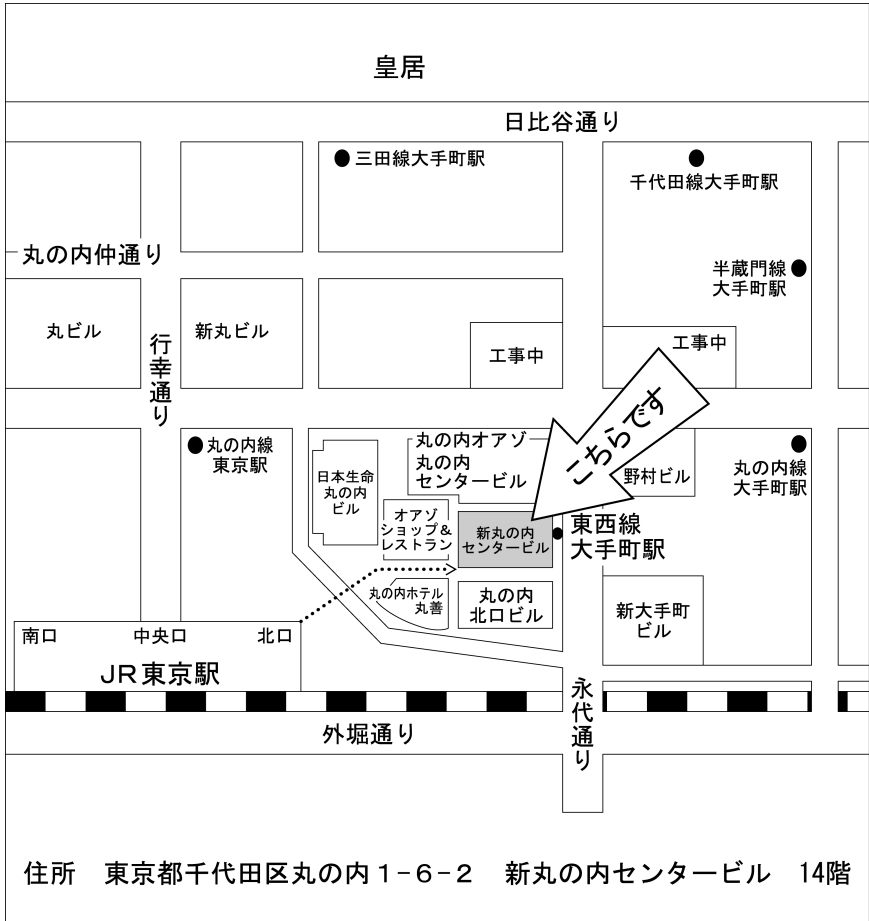 皇居
日比谷通り
三田線大手町駅
千代田線大手町駅
丸の内仲通り
半蔵門線
大手町駅
丸ビル
行幸通り
新丸ビル
工事中
工事中
こちらです
丸の内線
東京駅
日本生命
丸の内
ビル
丸の内オアゾ
丸の内
センタービル
野村ビル
丸の内線
大手町駅
オアゾ
ショップ&
レストラン
新丸の内
センタービル
東西線
大手町駅
丸の内ホテル
丸善
丸の内
北口ビル
新大手町
ビル
南口
中央口
北口
JR東京駅
永代通り
外堀通り
住所 東京都千代田区丸の内1-6-2 新丸の内センタービル 14階